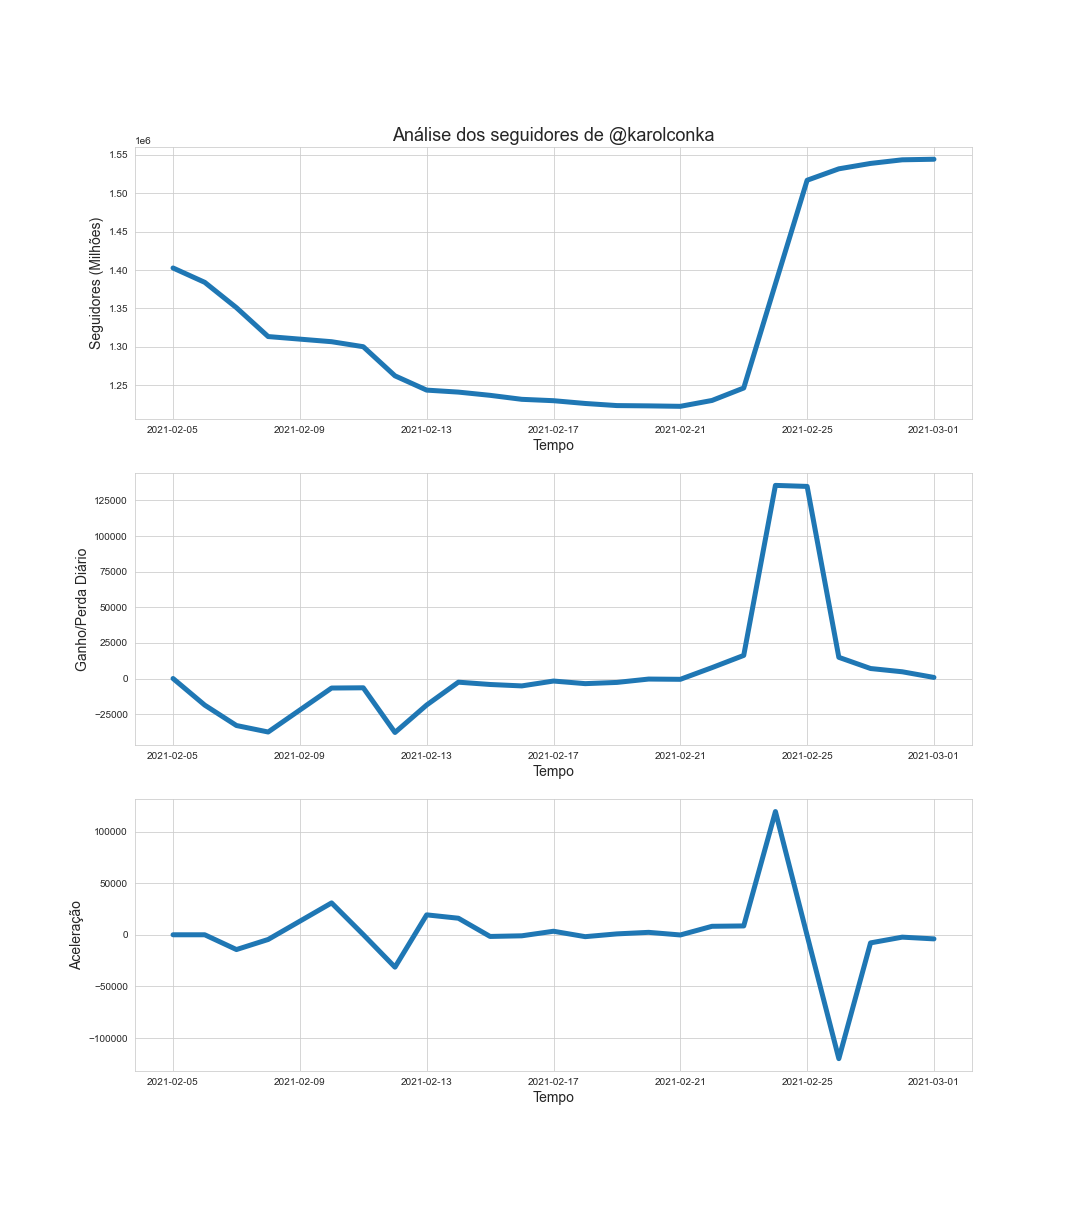 Análise dos seguidores de @karolconka
1e6
1.55
1.50
1.45
1.40
1.35
1.30
1.25
Seguidores (Milhões)
2021-02-05 2021-02-09 2021-02-13 2021-02-17 2021-02-21 2021-02-25 2021-03-01
Tempo
125000
100000
75000
50000
25000
0
−25000
Ganho/Perda Diário
2021-02-05 2021-02-09 2021-02-13 2021-02-17 2021-02-21 2021-02-25 2021-03-01
Tempo
100000
50000
0
−50000
−100000
Aceleração
2021-02-05 2021-02-09 2021-02-13 2021-02-17 2021-02-21 2021-02-25 2021-03-01
Tempo